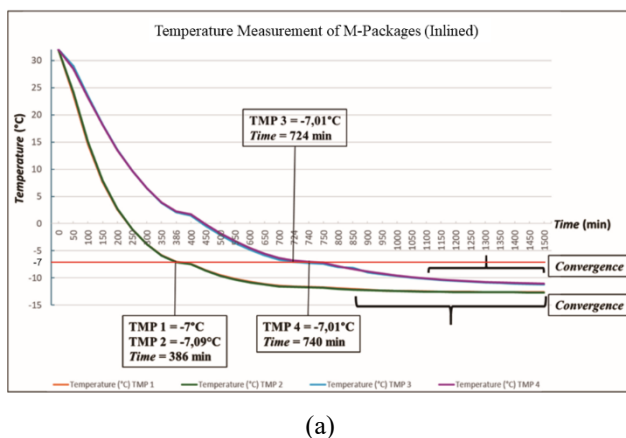 Temperature Measurement of M-Packages (Inlined)
Temperature (°C)
30
25
20
15
10
5
0
-5
-7
-10
-15
0 50 100 150 200 250 300 350 386 400 450 500 550 600 650 700 724 740 750 800 850 900 950 1000 1050 1100 1200 1300 1400 1500
Time (min)
TMP 3 = -7,01°C
Time = 724 min
Convergence
Convergence
TMP 1 = -7°C
TMP 2 = -7,09°C
Time = 386 min
TMP 4 = -7,01°C
Time = 740 min
Temperature (°C) TMP 1 Temperature (°C) TMP 2 Temperature (°C) TMP 3 Temperature (°C) TMP 4
(a)